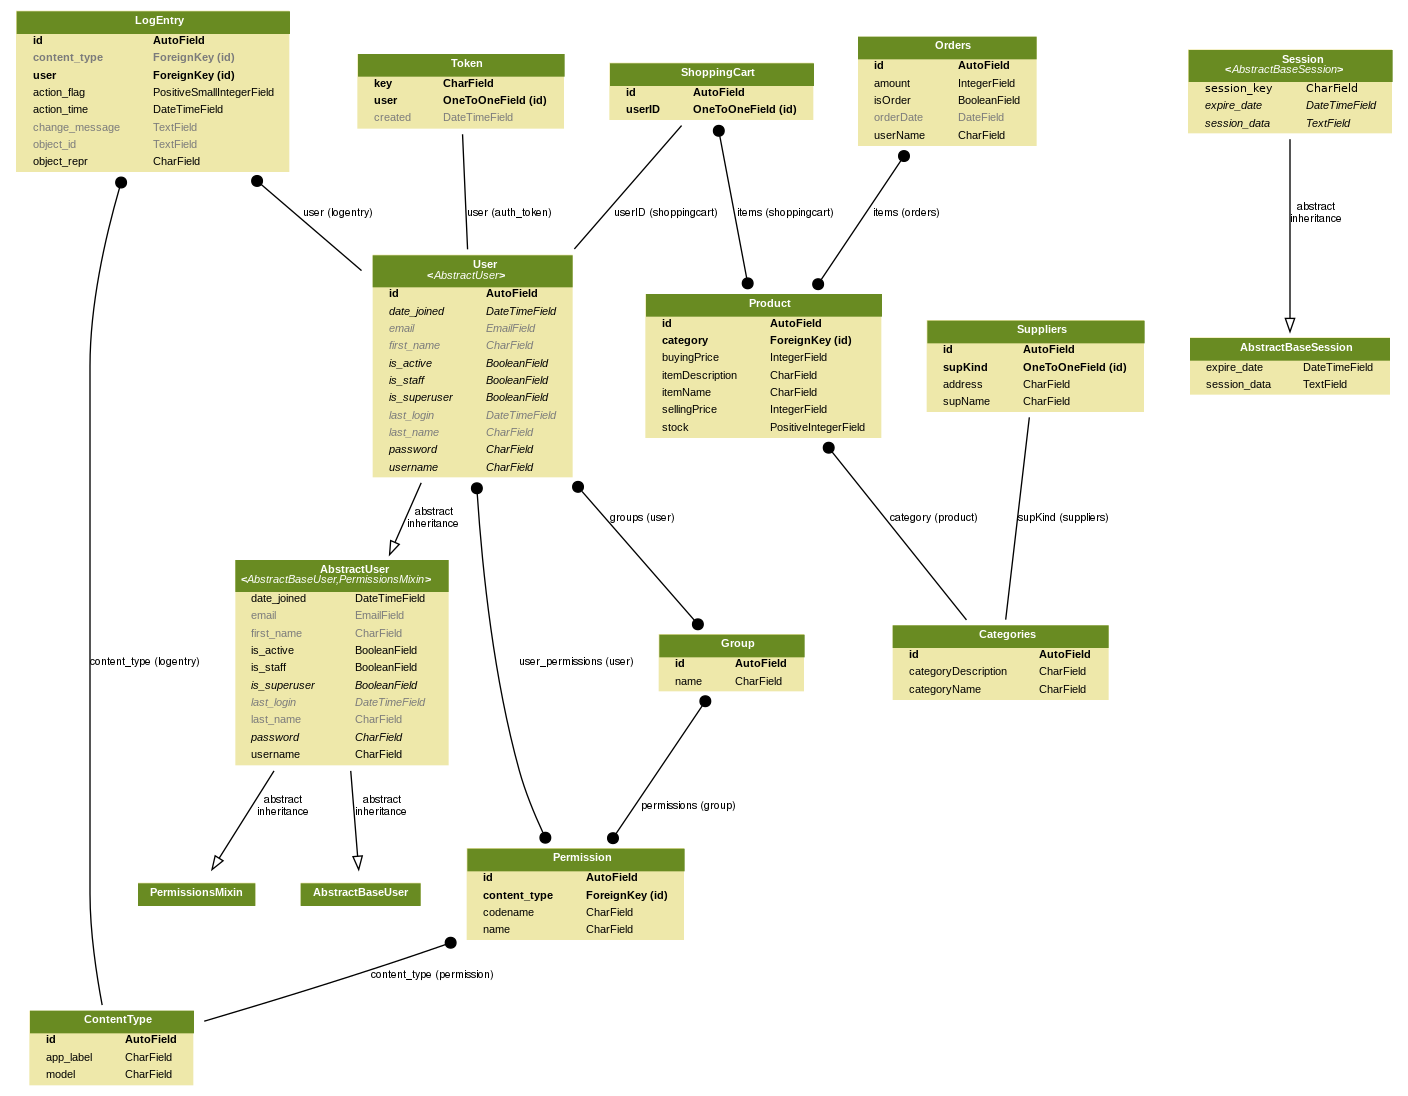 LogEntry
id AutoField
content_type ForeignKey (id)
user ForeignKey (id)
action_flag PositiveSmallIntegerField
action_time DateTimeField
change_message TextField
object_id TextField
object_repr CharField
Token
key CharField
user OneToOneField (id)
created DateTimeField
ShoppingCart
id AutoField
userID OneToOneField (id)
Orders
id AutoField
amount IntegerField
isOrder BooleanField
orderDate DateField
userName CharField
Session
<AbstractBaseSession>
session_key CharField
expire_date DateTimeField
session_data TextField
user (logentry)
user (auth_token)
userID (shoppingcart)
items (shoppingcart)
items (orders)
abstract
inheritance
User
<AbstractUser>
id AutoField
date_joined DateTimeField
email EmailField
first_name CharField
is_active BooleanField
is_staff BooleanField
is_superuser BooleanField
last_login DateTimeField
last_name CharField
password CharField
username CharField
Product
id AutoField
category ForeignKey (id)
buyingPrice IntegerField
itemDescription CharField
itemName CharField
sellingPrice IntegerField
stock PositiveIntegerField
Suppliers
id AutoField
supKind OneToOneField (id)
address CharField
supName CharField
AbstractBaseSession
expire_date DateTimeField
session_data TextField
abstract
inheritance
groups (user)
category (product)
supKind (suppliers)
AbstractUser
<AbstractBaseUser,PermissionsMixin>
date_joined DateTimeField
email EmailField
first_name CharField
is_active BooleanField
is_staff BooleanField
is_superuser BooleanField
last_login DateTimeField
last_name CharField
password CharField
username CharField
content_type (logentry)
user_permissions (user)
Group
id AutoField
name CharField
Categories
id AutoField
categoryDescription CharField
categoryName CharField
abstract
inheritance
abstract
inheritance
permissions (group)
PermissionsMixin
AbstractBaseUser
Permission
id AutoField
content_type ForeignKey (id)
codename CharField
name CharField
content_type (permission)
ContentType
id AutoField
app_label CharField
model CharField